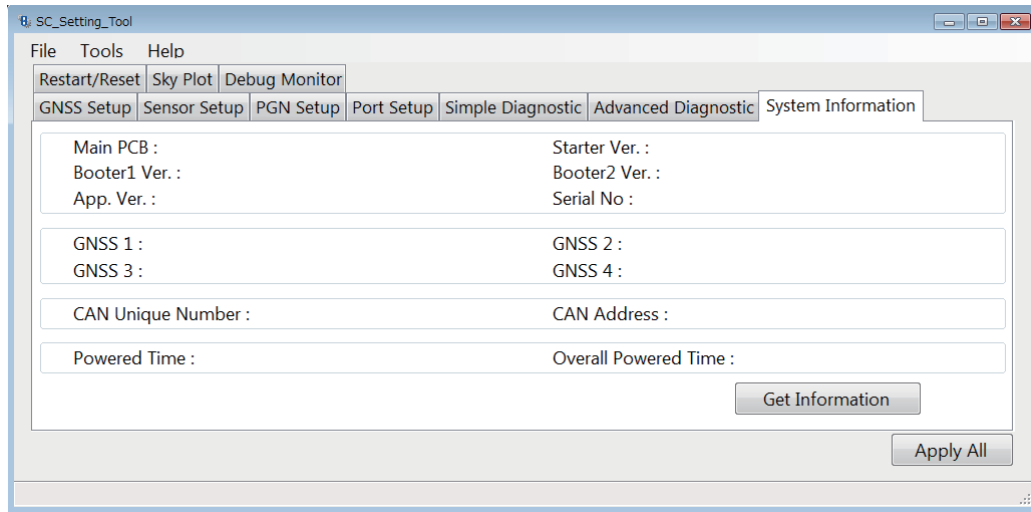 SC_Setting_Tool
File Tools Help
Restart/Reset Sky Plot Debug Monitor
GNSS Setup Sensor Setup PGN Setup Port Setup Simple Diagnostic Advanced Diagnostic System Information
Main PCB : Starter Ver. :
Booter1 Ver. : Booter2 Ver. :
App. Ver. : Serial No :
GNSS 1 : GNSS 2 :
GNSS 3 : GNSS 4 :
CAN Unique Number : CAN Address :
Powered Time : Overall Powered Time :
Get Information
Apply All